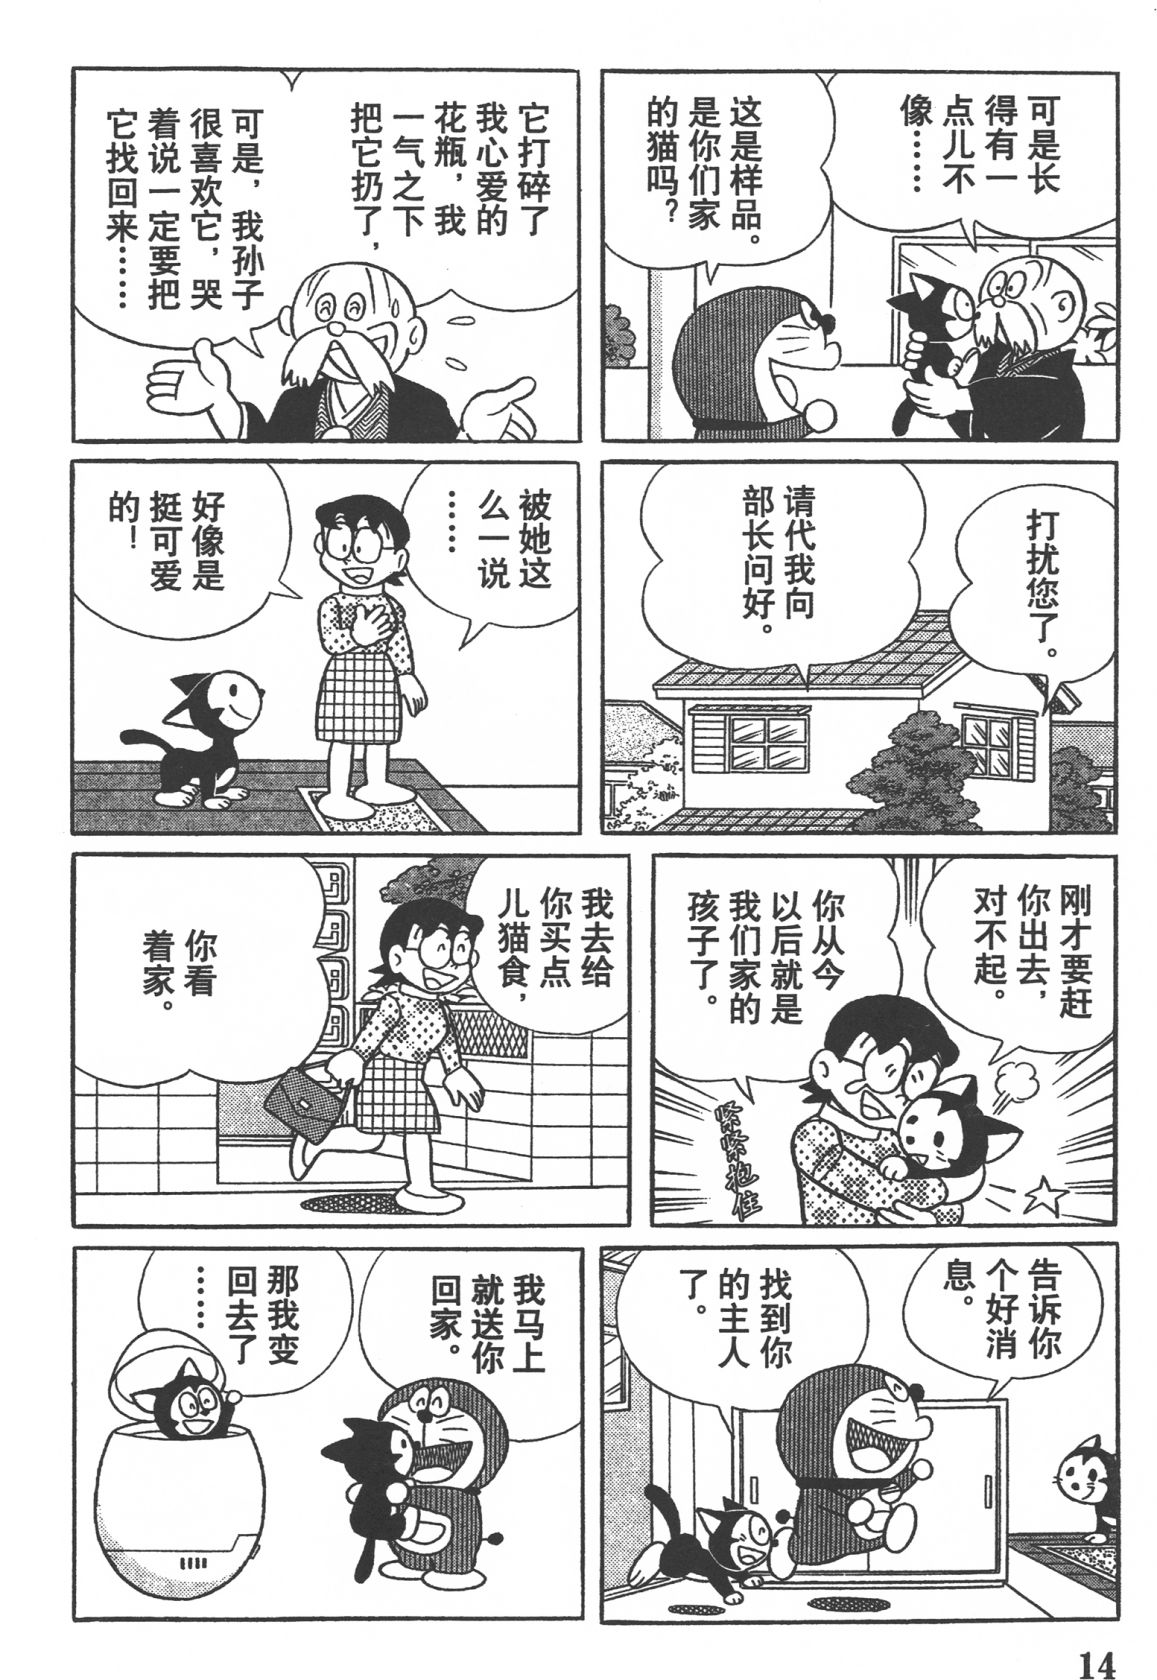 可是长
得有一
点儿不
像……
这是样品。
是你们家
的猫吗?
它打碎了
我心爱的
花瓶，我
一气之下
把它扔了，
可是，我孙子
很喜欢它，哭
着说一定要把
它找回来……
打扰您了。
请代我向
部长问好。
被她这
么一说
……
好像是
挺可爱
的！
刚才要赶
你出去，
对不起。
你从今
以后就是
我们家的
孩子了。
紧紧抱住
我去给
你买点
儿猫食，
你看
着家。
告诉你
个好消
息。
找到你
的主人
了。
我马上
就送你
回家。
那我变
回去了
……
14